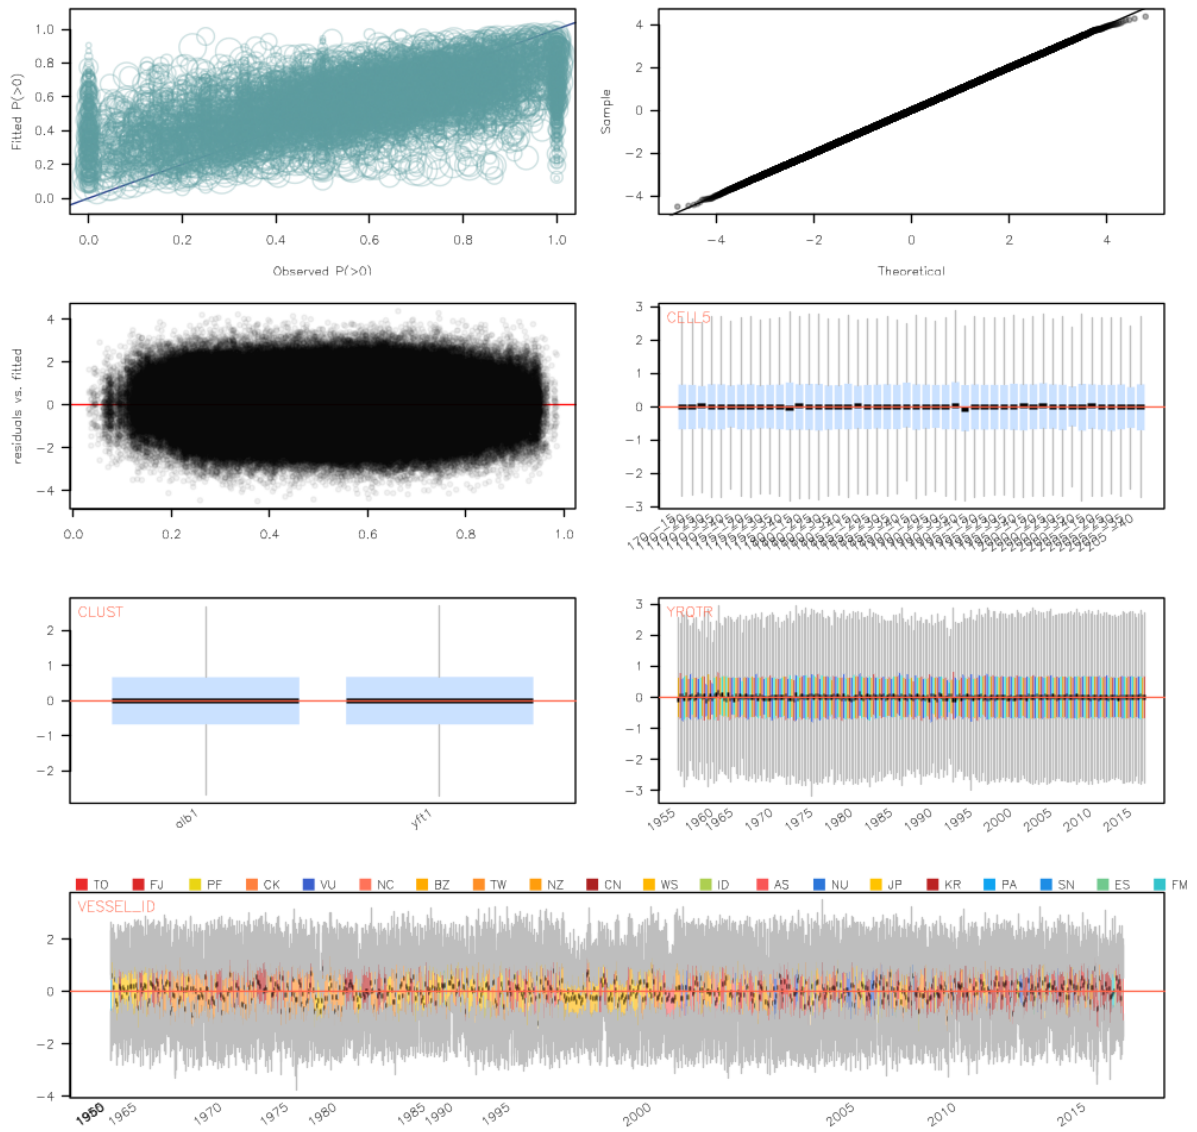 Fitted P(>0)
1.0
0.8
0.6
0.4
0.2
0.0
0.0 0.2 0.4 0.6 0.8 1.0
Observed P(>0)
Sample
4
2
0
−2
−4
−4 −2 0 2 4
Theoretical
residuals vs. fitted
4
2
0
−2
−4
0.0 0.2 0.4 0.6 0.8 1.0
CELL5
3
2
1
0
−1
−2
−3
CLUST
2
1
0
−1
−2
alb1 yft1
YRQTR
3
2
1
0
−1
−2
−3
1955 1960 1965 1970 1975 1980 1985 1990 1995 2000 2005 2010 2015
TO FJ PF CK VU NC BZ TW NZ CN WS ID AS NU JP KR PA SN ES FM
VESSEL_ID
2
0
−2
−4
1965 1970 1975 1980 1985 1990 1995 2000 2005 2010 2015